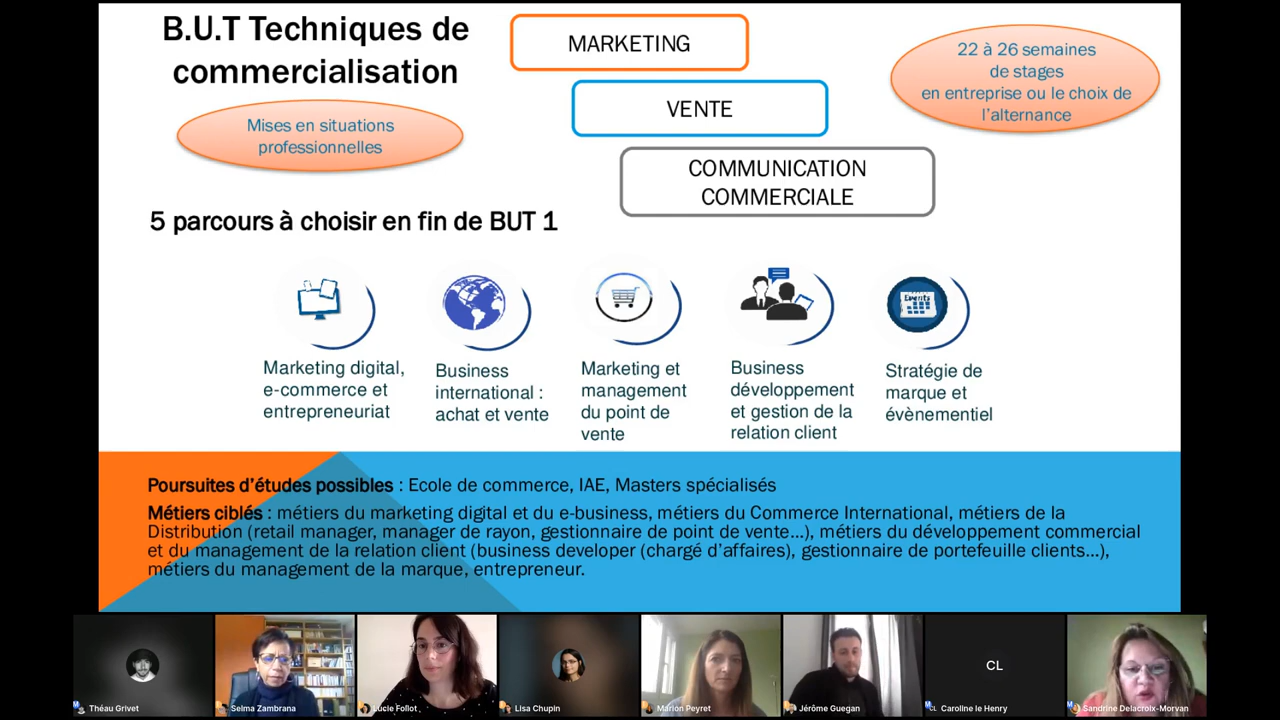 B.U.T Techniques de
commercialisation
MARKETING
VENTE
COMMUNICATION
COMMERCIALE
22 à 26 semaines
de stages
en entreprise ou le choix de
l'alternance
Mises en situations
professionnelles
5 parcours à choisir en fin de BUT 1
Marketing digital,
e-commerce et
entrepreneuriat
Business
international :
achat et vente
Marketing et
management
du point de
vente
Business
développement
et gestion de la
relation client
Events
Stratégie de
marque et
évènementiel
Poursuites d'études possibles : Ecole de commerce, IAE, Masters spécialisés
Métiers ciblés : métiers du marketing digital et du e-business, métiers du Commerce International, métiers de la
Distribution (retail manager, manager de rayon, gestionnaire de point de vente...), métiers du développement commercial
et du management de la relation client (business developer (chargé d'affaires), gestionnaire de portefeuille clients...),
métiers du management de la marque, entrepreneur.
Théau Grivet
Selma Zambrana
Lucie Follot
Lisa Chupin
Marion Peyret
Jérôme Guegan
CL
Caroline le Henry
Sandrine Delacroix-Morvan